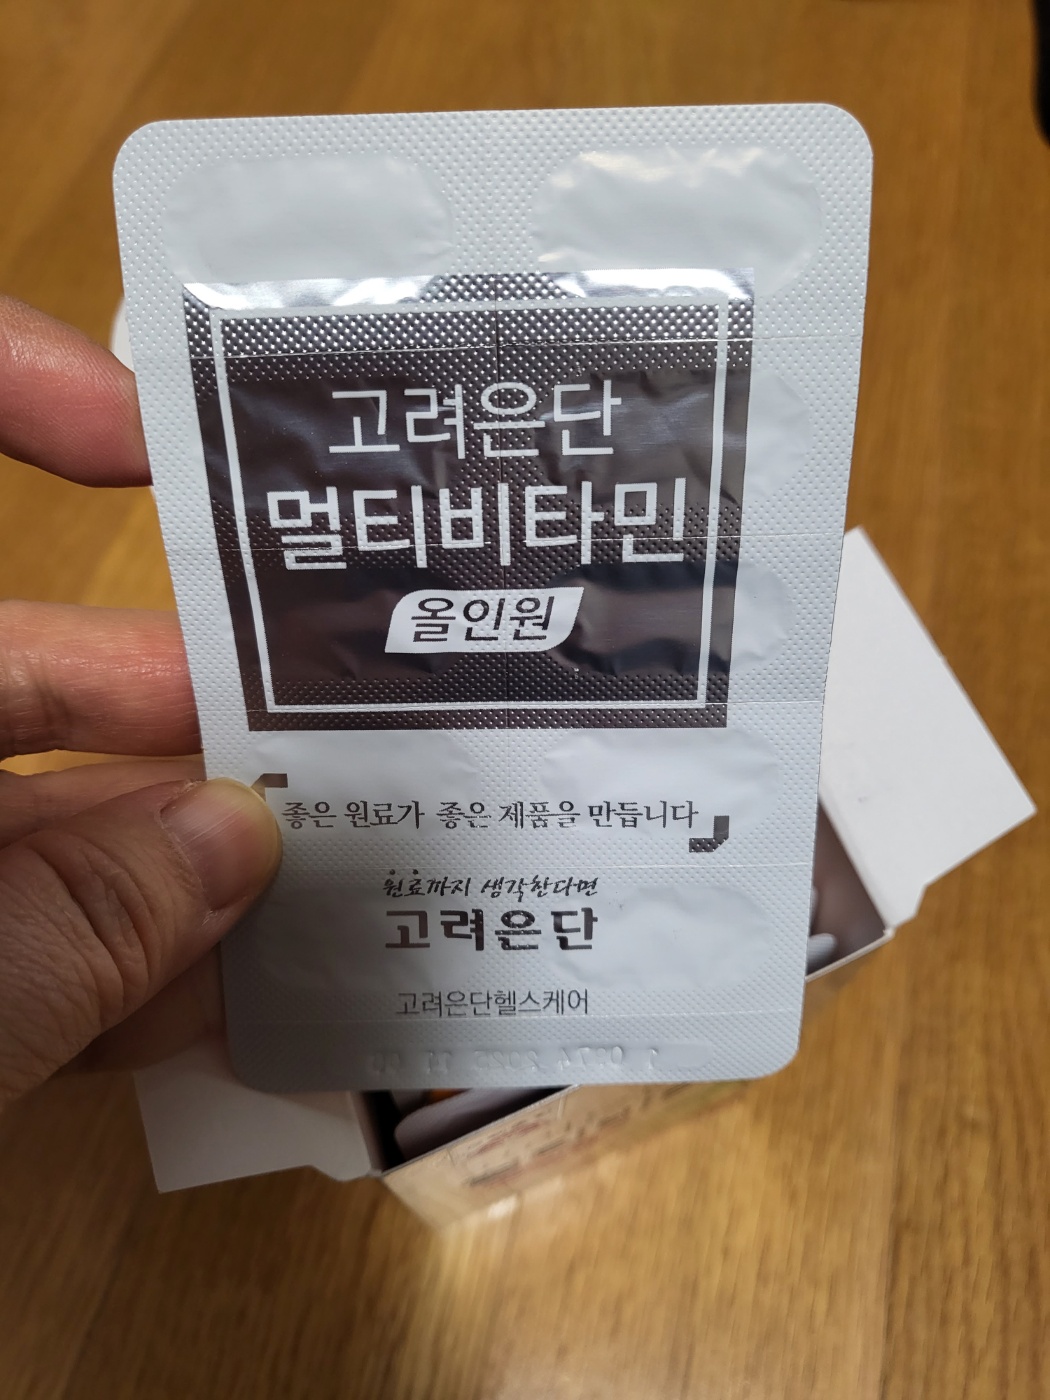 고려은단
멀티비타민
올인원
좋은 원료가 좋은 제품을 만듭니다
원료까지 생각한다면
고려은단
고려은단헬스케어